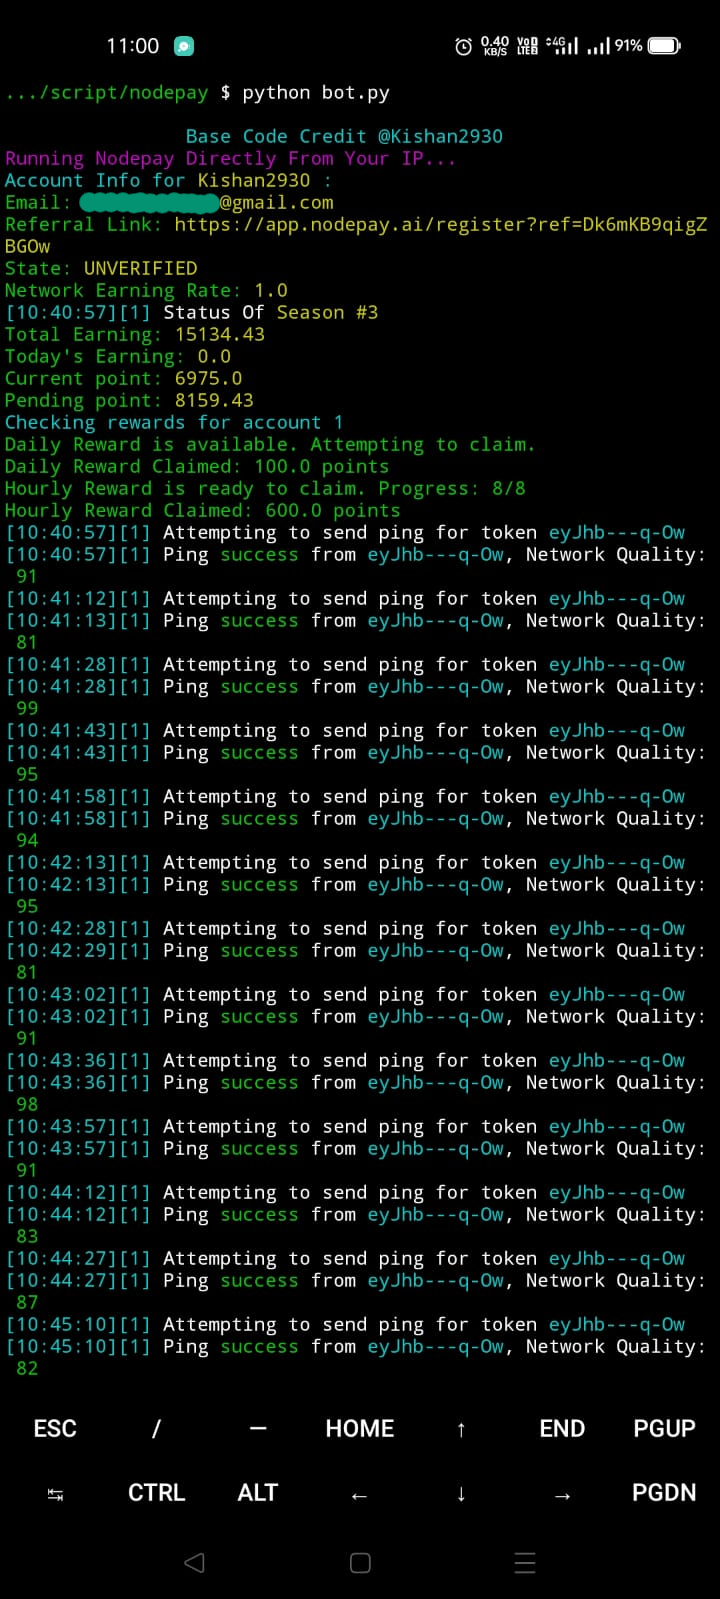 11:00
0.40 KB/S Vo LTE 4G 91%
.../script/nodepay $ python bot.py
Base Code Credit @Kishan2930
Running Nodepay Directly From Your IP...
Account Info for Kishan2930 :
Email: @gmail.com
Referral Link: https://app.nodepay.ai/register?ref=Dk6mKB9qigZ
BGOw
State: UNVERIFIED
Network Earning Rate: 1.0
[10:40:57][1] Status Of Season #3
Total Earning: 15134.43
Today's Earning: 0.0
Current point: 6975.0
Pending point: 8159.43
Checking rewards for account 1
Daily Reward is available. Attempting to claim.
Daily Reward Claimed: 100.0 points
Hourly Reward is ready to claim. Progress: 8/8
Hourly Reward Claimed: 600.0 points
[10:40:57][1] Attempting to send ping for token eyJhb---q-Ow
[10:40:57][1] Ping success from eyJhb---q-Ow, Network Quality:
91
[10:41:12][1] Attempting to send ping for token eyJhb---q-Ow
[10:41:13][1] Ping success from eyJhb---q-Ow, Network Quality:
81
[10:41:28][1] Attempting to send ping for token eyJhb---q-Ow
[10:41:28][1] Ping success from eyJhb---q-Ow, Network Quality:
99
[10:41:43][1] Attempting to send ping for token eyJhb---q-Ow
[10:41:43][1] Ping success from eyJhb---q-Ow, Network Quality:
95
[10:41:58][1] Attempting to send ping for token eyJhb---q-Ow
[10:41:58][1] Ping success from eyJhb---q-Ow, Network Quality:
94
[10:42:13][1] Attempting to send ping for token eyJhb---q-Ow
[10:42:13][1] Ping success from eyJhb---q-Ow, Network Quality:
95
[10:42:28][1] Attempting to send ping for token eyJhb---q-Ow
[10:42:29][1] Ping success from eyJhb---q-Ow, Network Quality:
81
[10:43:02][1] Attempting to send ping for token eyJhb---q-Ow
[10:43:02][1] Ping success from eyJhb---q-Ow, Network Quality:
91
[10:43:36][1] Attempting to send ping for token eyJhb---q-Ow
[10:43:36][1] Ping success from eyJhb---q-Ow, Network Quality:
98
[10:43:57][1] Attempting to send ping for token eyJhb---q-Ow
[10:43:57][1] Ping success from eyJhb---q-Ow, Network Quality:
91
[10:44:12][1] Attempting to send ping for token eyJhb---q-Ow
[10:44:12][1] Ping success from eyJhb---q-Ow, Network Quality:
83
[10:44:27][1] Attempting to send ping for token eyJhb---q-Ow
[10:44:27][1] Ping success from eyJhb---q-Ow, Network Quality:
87
[10:45:10][1] Attempting to send ping for token eyJhb---q-Ow
[10:45:10][1] Ping success from eyJhb---q-Ow, Network Quality:
82
ESC / — HOME ↑ END PGUP
↹ CTRL ALT ← ↓ → PGDN